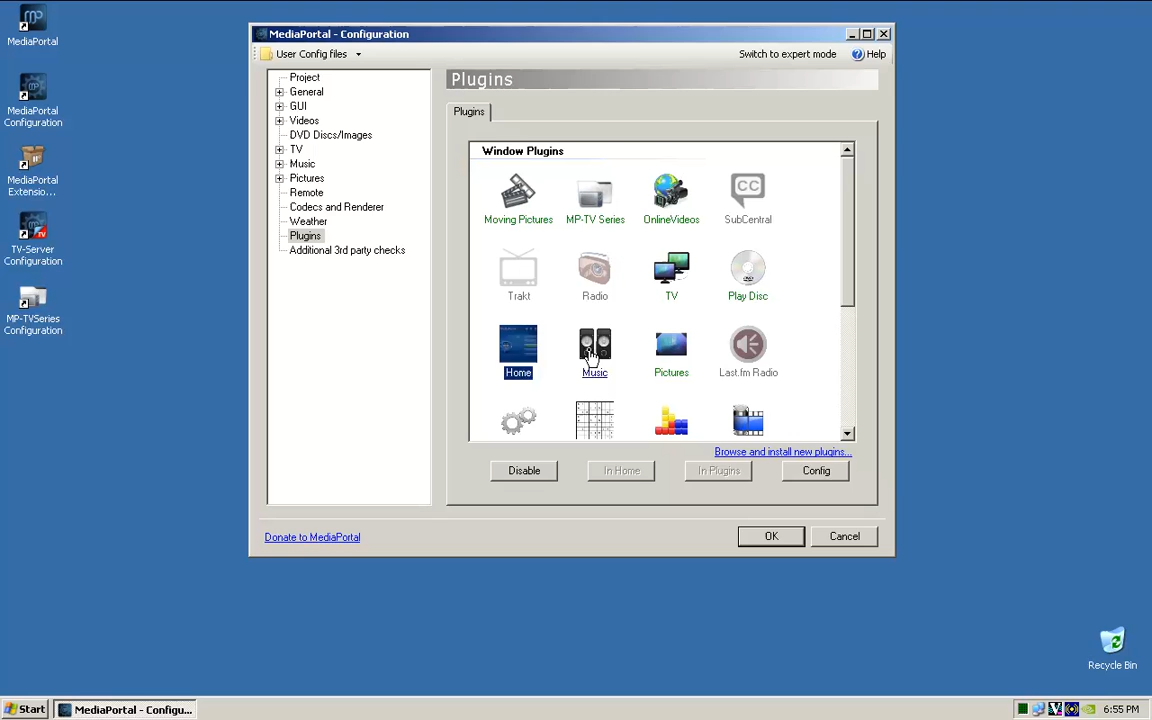 MediaPortal
MediaPortal
Configuration
MediaPortal
Extensio...
TV-Server
Configuration
MP-TVSeries
Configuration
MediaPortal - Configuration
User Config files
Switch to expert mode
Help
Project
General
GUI
Videos
DVD Discs/Images
TV
Music
Pictures
Remote
Codecs and Renderer
Weather
Plugins
Additional 3rd party checks
Plugins
Plugins
Window Plugins
Moving Pictures
MP-TV Series
OnlineVideos
CC
SubCentral
Trakt
Radio
TV
DVD
Play Disc
Home
Music
Pictures
Last.fm Radio
Browse and install new plugins...
Disable
In Home
In Plugins
Config
Donate to MediaPortal
OK
Cancel
Recycle Bin
Start
MediaPortal - Configu...
6:55 PM